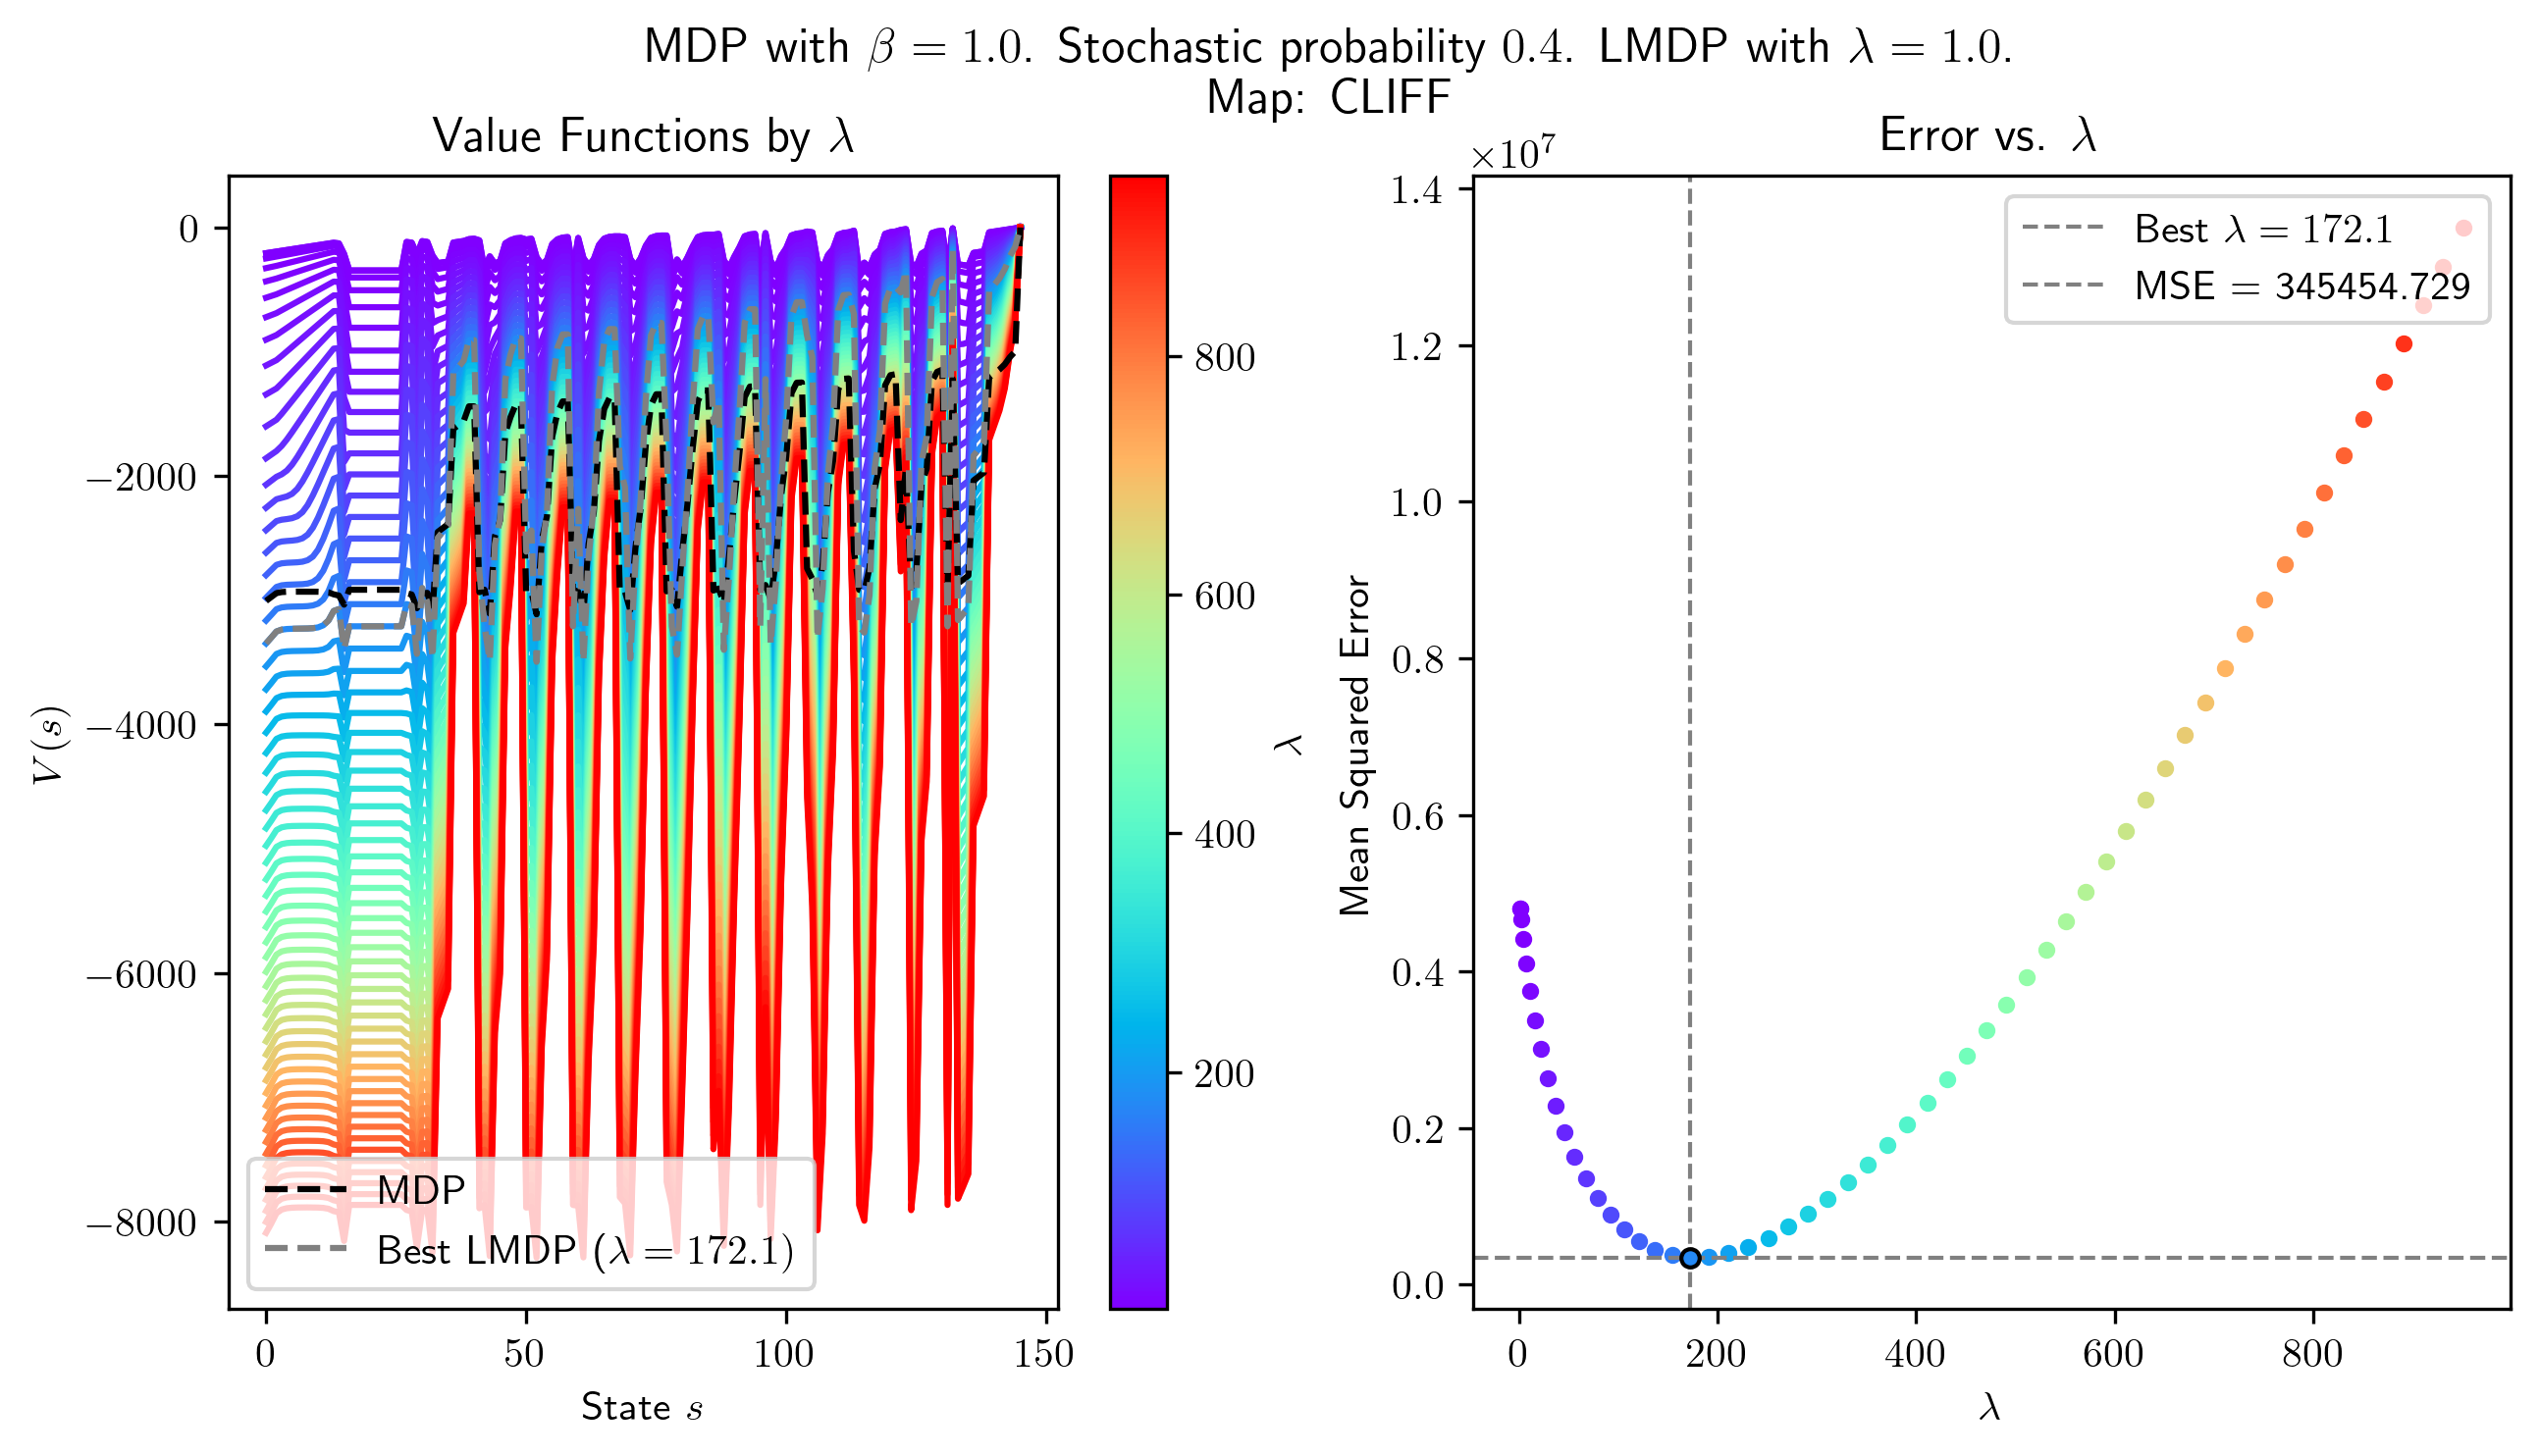 MDP with β = 1.0. Stochastic probability 0.4. LMDP with λ = 1.0.
Map: CLIFF
Value Functions by λ
V(s)
0
−2000
−4000
−6000
−8000
0
50
100
150
State s
MDP
Best LMDP (λ = 172.1)
800
600
400
200
λ
Error vs. λ
×10⁷
Mean Squared Error
1.4
1.2
1.0
0.8
0.6
0.4
0.2
0.0
0
200
400
600
800
λ
Best λ = 172.1
MSE = 345454.729